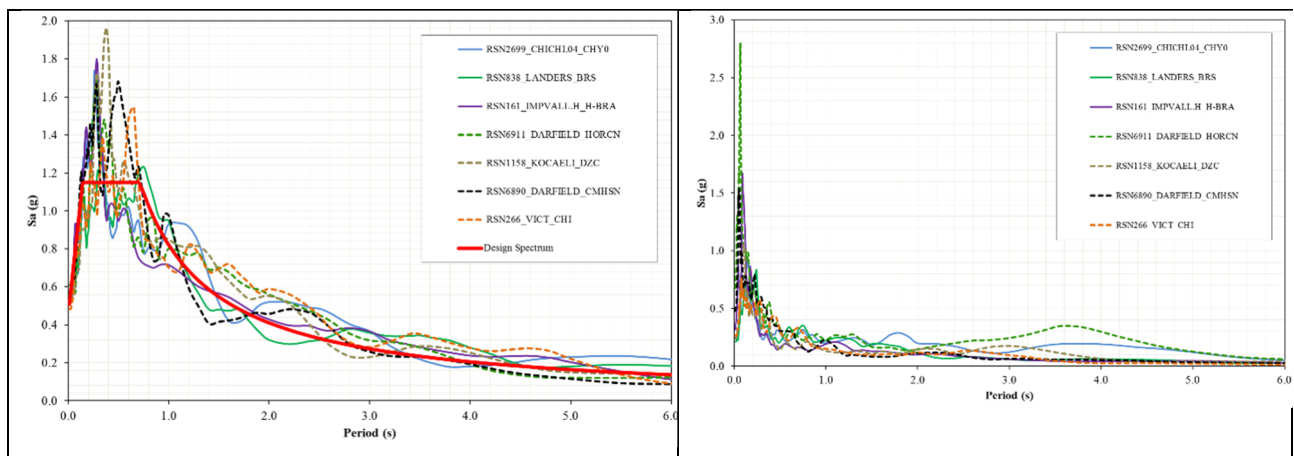 2.0
1.8
1.6
1.4
1.2
1.0
0.8
0.6
0.4
0.2
0.0
Sa (g)
0.0 1.0 2.0 3.0 4.0 5.0 6.0
Period (s)
RSN2699_CHICHI.04_CHY0
RSN838_LANDERS_BRS
RSN161_IMPVALL.H_H-BRA
RSN6911_DARFIELD_HORCN
RSN1158_KOCAELI_DZC
RSN6890_DARFIELD_CMHSN
RSN266_VICT_CHI
Design Spectrum
3.0
2.5
2.0
1.5
1.0
0.5
0.0
Sa (g)
0.0 1.0 2.0 3.0 4.0 5.0 6.0
Period (s)
RSN2699_CHICHI.04_CHY0
RSN838_LANDERS_BRS
RSN161_IMPVALL.H_H-BRA
RSN6911_DARFIELD_HORCN
RSN1158_KOCAELI_DZC
RSN6890_DARFIELD_CMHSN
RSN266_VICT_CHI